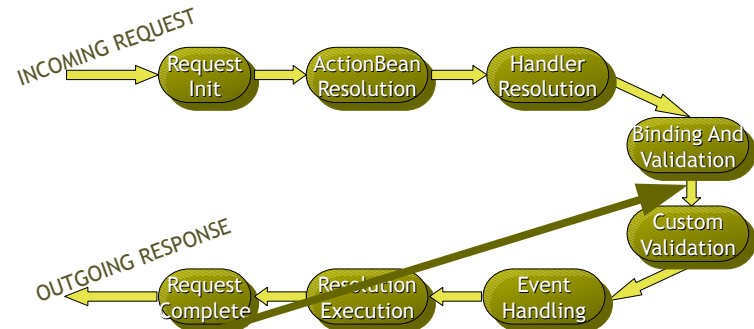 INCOMING REQUEST
Request
Init
ActionBean
Resolution
Handler
Resolution
Binding And
Validation
Custom
Validation
Event
Handling
Resolution
Execution
Request
Complete
OUTGOING RESPONSE